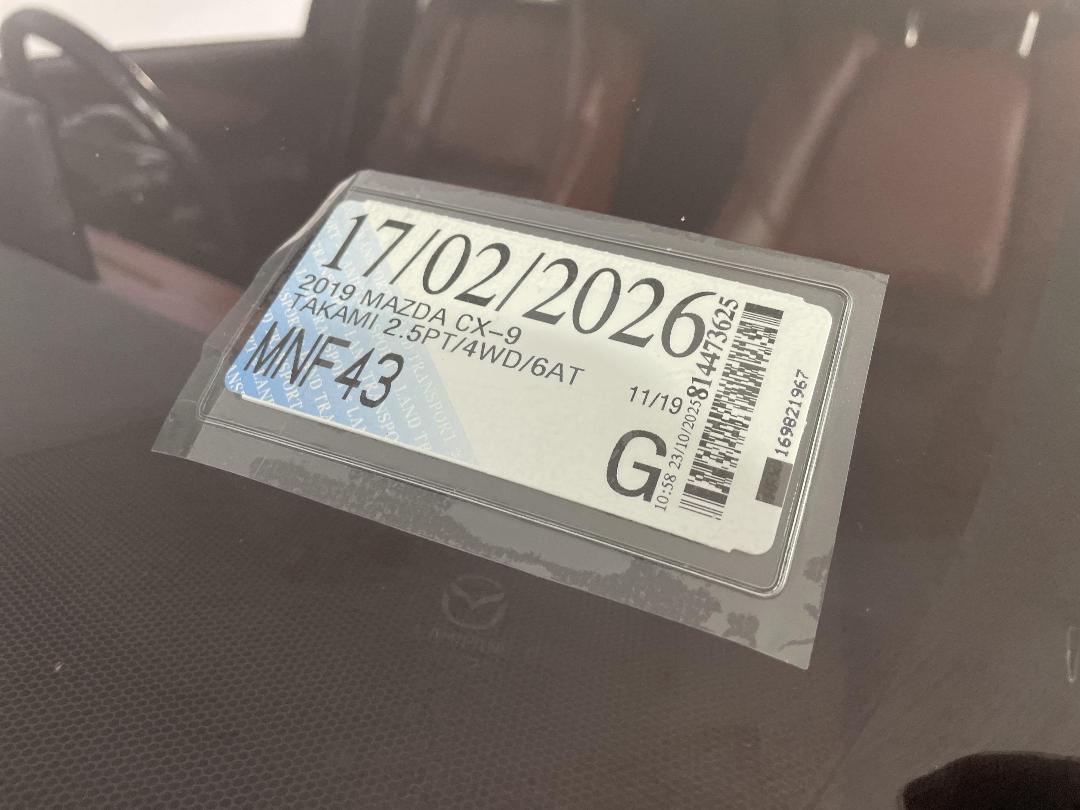 17/02/2026
2019 MAZDA CX-9
TAKAMI 2.5PT/4WD/6AT
MNF43
11/19
G
10:58 23/10/2025
814473625
169821967